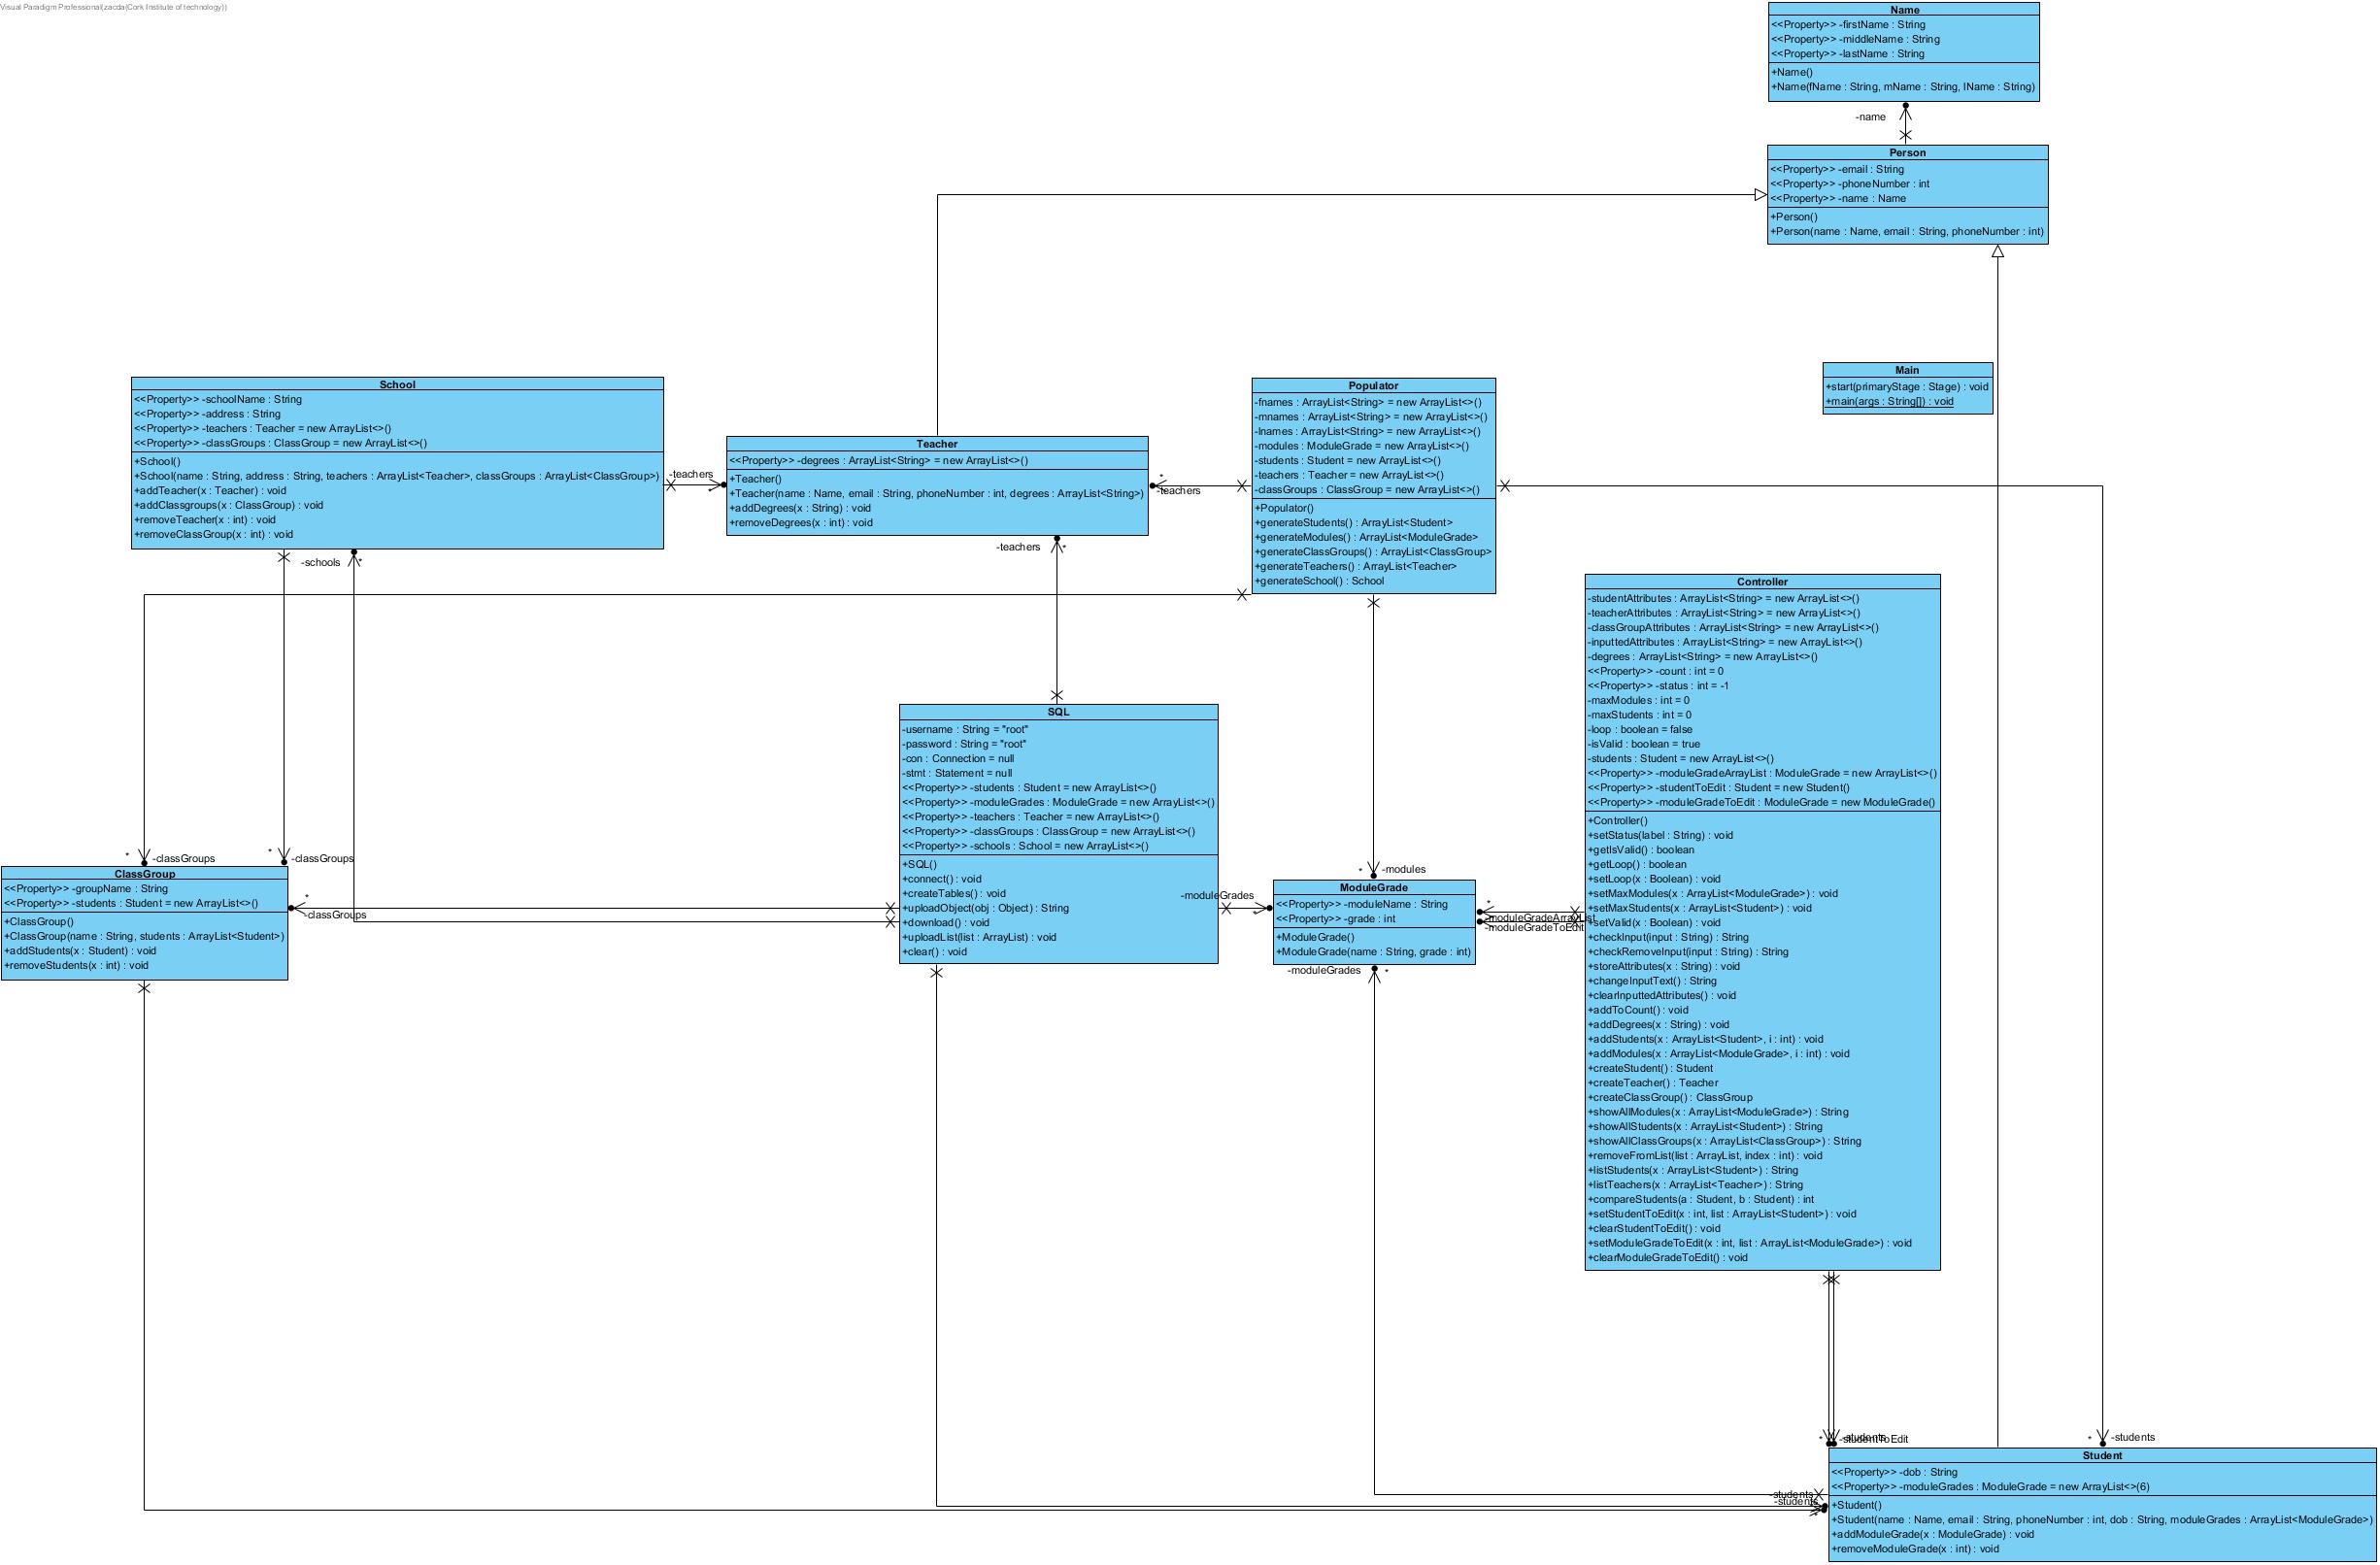 Visual Paradigm Professional(zacda(Cork Institute of technology))
Name
<<Property>> -firstName : String
<<Property>> -middleName : String
<<Property>> -lastName : String
+Name()
+Name(fName : String, mName : String, lName : String)
-name
Person
<<Property>> -email : String
<<Property>> -phoneNumber : int
<<Property>> -name : Name
+Person()
+Person(name : Name, email : String, phoneNumber : int)
Main
+start(primaryStage : Stage) : void
+main(args : String[]) : void
School
<<Property>> -schoolName : String
<<Property>> -address : String
<<Property>> -teachers : Teacher = new ArrayList<>()
<<Property>> -classGroups : ClassGroup = new ArrayList<>()
+School()
+School(name : String, address : String, teachers : ArrayList<Teacher>, classGroups : ArrayList<ClassGroup>)
+addTeacher(x : Teacher) : void
+addClassgroups(x : ClassGroup) : void
+removeTeacher(x : int) : void
+removeClassGroup(x : int) : void
-teachers
*
-schools
*
Teacher
<<Property>> -degrees : ArrayList<String> = new ArrayList<>()
+Teacher()
+Teacher(name : Name, email : String, phoneNumber : int, degrees : ArrayList<String>)
+addDegrees(x : String) : void
+removeDegrees(x : int) : void
-teachers
*
*
-teachers
Populator
-fnames : ArrayList<String> = new ArrayList<>()
-mnames : ArrayList<String> = new ArrayList<>()
-lnames : ArrayList<String> = new ArrayList<>()
-modules : ModuleGrade = new ArrayList<>()
-students : Student = new ArrayList<>()
-teachers : Teacher = new ArrayList<>()
-classGroups : ClassGroup = new ArrayList<>()
+Populator()
+generateStudents() : ArrayList<Student>
+generateModules() : ArrayList<ModuleGrade>
+generateClassGroups() : ArrayList<ClassGroup>
+generateTeachers() : ArrayList<Teacher>
+generateSchool() : School
Controller
-studentAttributes : ArrayList<String> = new ArrayList<>()
-teacherAttributes : ArrayList<String> = new ArrayList<>()
-classGroupAttributes : ArrayList<String> = new ArrayList<>()
-inputtedAttributes : ArrayList<String> = new ArrayList<>()
-degrees : ArrayList<String> = new ArrayList<>()
<<Property>> -count : int = 0
<<Property>> -status : int = -1
-maxModules : int = 0
-maxStudents : int = 0
-loop : boolean = false
-isValid : boolean = true
-students : Student = new ArrayList<>()
<<Property>> -moduleGradeArrayList : ModuleGrade = new ArrayList<>()
<<Property>> -studentToEdit : Student = new Student()
<<Property>> -moduleGradeToEdit : ModuleGrade = new ModuleGrade()
+Controller()
+setStatus(label : String) : void
+getIsValid() : boolean
+getLoop() : boolean
+setLoop(x : Boolean) : void
+setMaxModules(x : ArrayList<ModuleGrade>) : void
+setMaxStudents(x : ArrayList<Student>) : void
+setValid(x : Boolean) : void
+checkInput(input : String) : String
+checkRemoveInput(input : String) : String
+storeAttributes(x : String) : void
+changeInputText() : String
+clearInputtedAttributes() : void
+addToCount() : void
+addDegrees(x : String) : void
+addStudents(x : ArrayList<Student>, i : int) : void
+addModules(x : ArrayList<ModuleGrade>, i : int) : void
+createStudent() : Student
+createTeacher() : Teacher
+createClassGroup() : ClassGroup
+showAllModules(x : ArrayList<ModuleGrade>) : String
+showAllStudents(x : ArrayList<Student>) : String
+showAllClassGroups(x : ArrayList<ClassGroup>) : String
+removeFromList(list : ArrayList, index : int) : void
+listStudents(x : ArrayList<Student>) : String
+listTeachers(x : ArrayList<Teacher>) : String
+compareStudents(a : Student, b : Student) : int
+setStudentToEdit(x : int, list : ArrayList<Student>) : void
+clearStudentToEdit() : void
+setModuleGradeToEdit(x : int, list : ArrayList<ModuleGrade>) : void
+clearModuleGradeToEdit() : void
SQL
-username : String = "root"
-password : String = "root"
-con : Connection = null
-stmt : Statement = null
<<Property>> -students : Student = new ArrayList<>()
<<Property>> -moduleGrades : ModuleGrade = new ArrayList<>()
<<Property>> -teachers : Teacher = new ArrayList<>()
<<Property>> -classGroups : ClassGroup = new ArrayList<>()
<<Property>> -schools : School = new ArrayList<>()
+SQL()
+connect() : void
+createTables() : void
+uploadObject(obj : Object) : String
+download() : void
+uploadList(list : ArrayList) : void
+clear() : void
* -classGroups
* -classGroups
ClassGroup
<<Property>> -groupName : String
<<Property>> -students : Student = new ArrayList<>()
+ClassGroup()
+ClassGroup(name : String, students : ArrayList<Student>)
+addStudents(x : Student) : void
+removeStudents(x : int) : void
*
-classGroups
-moduleGrades
*
* -modules
ModuleGrade
<<Property>> -moduleName : String
<<Property>> -grade : int
+ModuleGrade()
+ModuleGrade(name : String, grade : int)
*
-moduleGradeArrayList
-moduleGradeToEdit
-moduleGrades *
* -students
-studentToEdit
* -students
Student
<<Property>> -dob : String
<<Property>> -moduleGrades : ModuleGrade = new ArrayList<>(6)
+Student()
+Student(name : Name, email : String, phoneNumber : int, dob : String, moduleGrades : ArrayList<ModuleGrade>)
+addModuleGrade(x : ModuleGrade) : void
+removeModuleGrade(x : int) : void
-students
-students
*